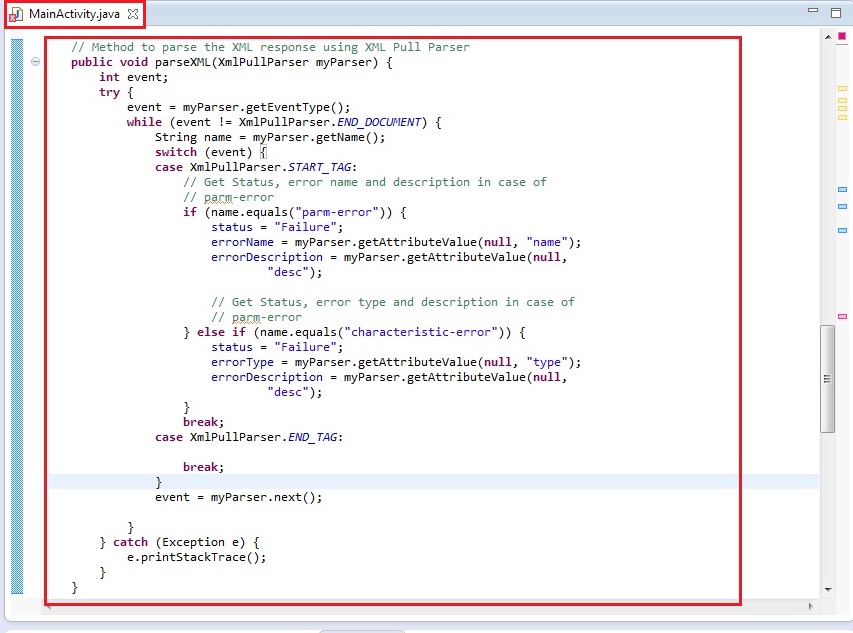 MainActivity.java
// Method to parse the XML response using XML Pull Parser
public void parseXML(XmlPullParser myParser) {
int event;
try {
event = myParser.getEventType();
while (event != XmlPullParser.END_DOCUMENT) {
String name = myParser.getName();
switch (event) {
case XmlPullParser.START_TAG:
// Get Status, error name and description in case of
// parm-error
if (name.equals("parm-error")) {
status = "Failure";
errorName = myParser.getAttributeValue(null, "name");
errorDescription = myParser.getAttributeValue(null,
"desc");
// Get Status, error type and description in case of
// parm-error
} else if (name.equals("characteristic-error")) {
status = "Failure";
errorType = myParser.getAttributeValue(null, "type");
errorDescription = myParser.getAttributeValue(null,
"desc");
}
break;
case XmlPullParser.END_TAG:
break;
}
event = myParser.next();
}
} catch (Exception e) {
e.printStackTrace();
}
}